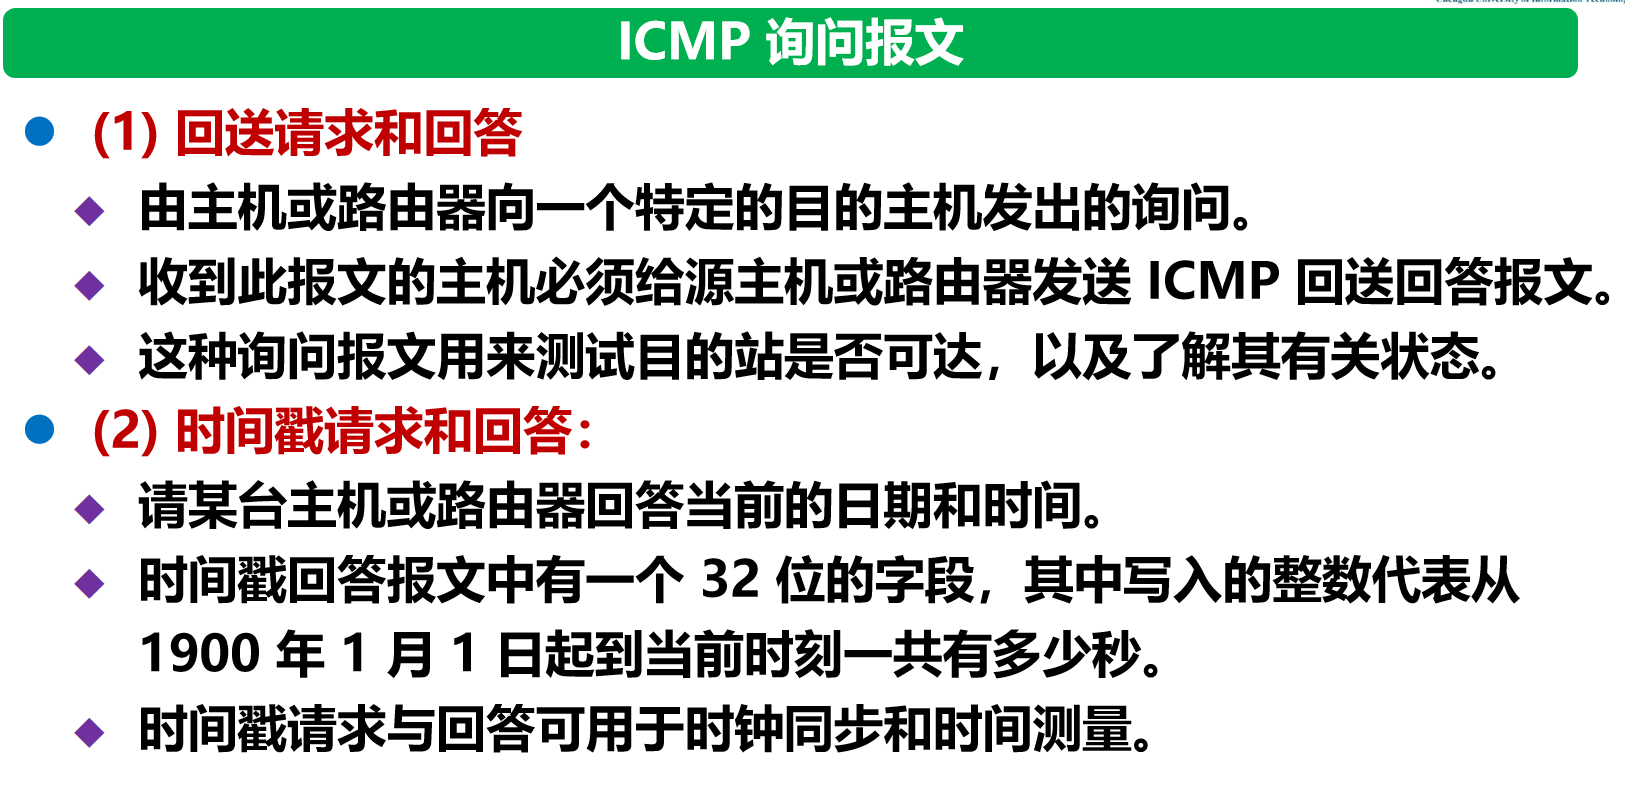 Chengdu University of Information Technology
ICMP 询问报文
(1) 回送请求和回答
由主机或路由器向一个特定的目的主机发出的询问。
收到此报文的主机必须给源主机或路由器发送 ICMP 回送回答报文。
这种询问报文用来测试目的站是否可达，以及了解其有关状态。
(2) 时间戳请求和回答：
请某台主机或路由器回答当前的日期和时间。
时间戳回答报文中有一个 32 位的字段，其中写入的整数代表从
1900 年 1 月 1 日起到当前时刻一共有多少秒。
时间戳请求与回答可用于时钟同步和时间测量。